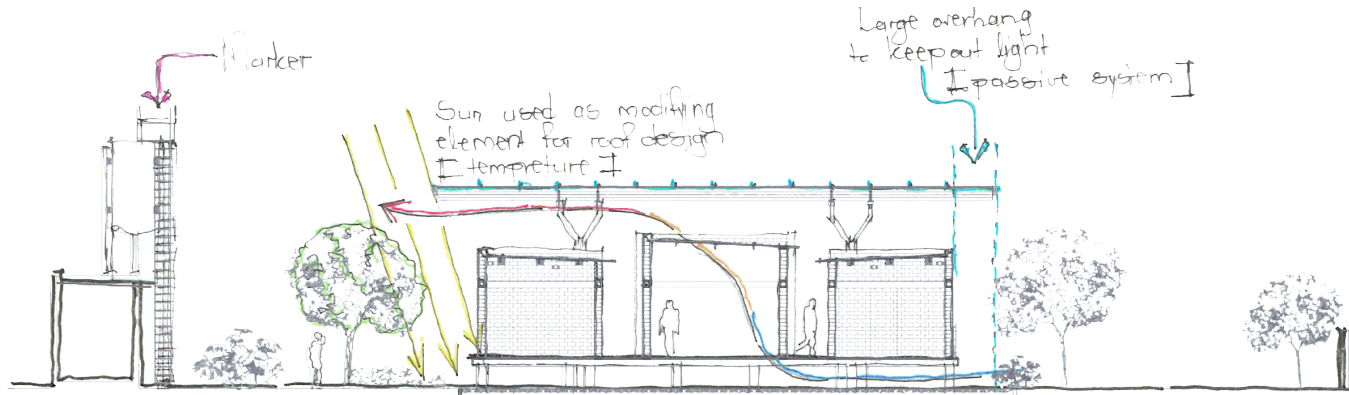 Marker
Sun used as modifying
element for roof design
[tempreture]
Large overhang
to keep out light
[passive system]